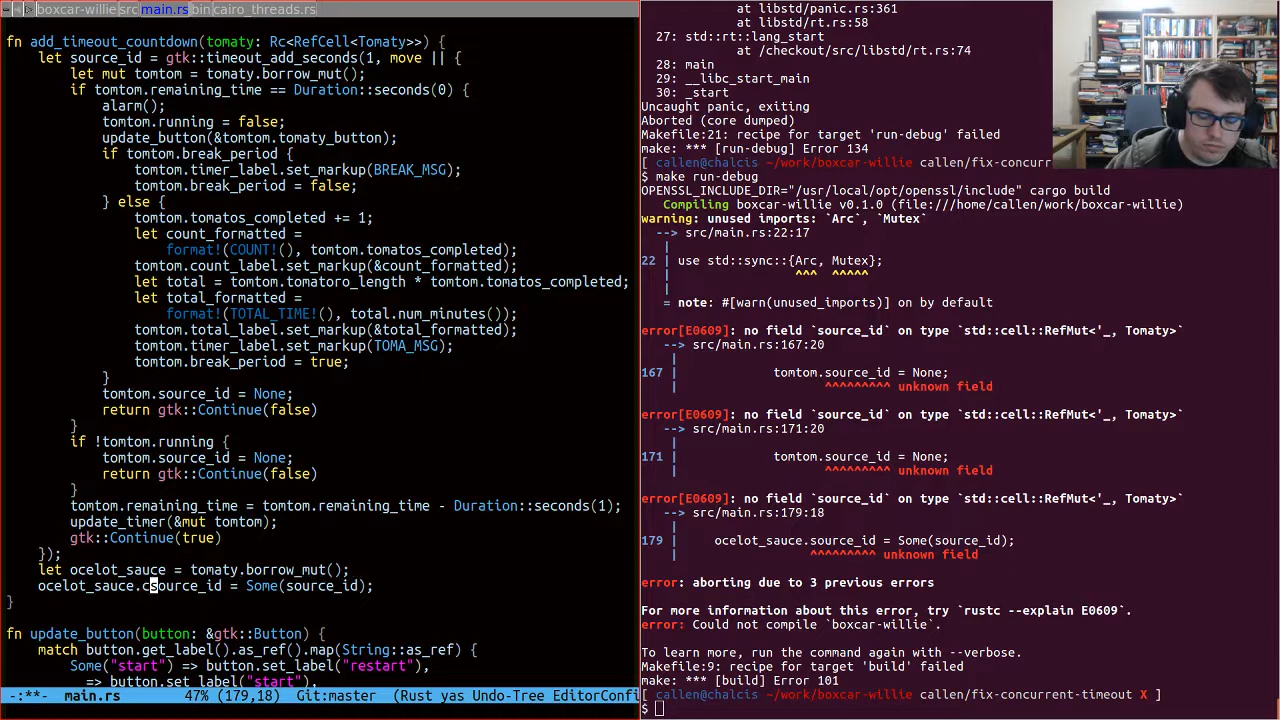 boxcar-willie src main.rs bin cairo_threads.rs
fn add_timeout_countdown(tomaty: Rc<RefCell<Tomaty>>) {
let source_id = gtk::timeout_add_seconds(1, move || {
let mut tomtom = tomaty.borrow_mut();
if tomtom.remaining_time == Duration::seconds(0) {
alarm();
tomtom.running = false;
update_button(&tomtom.tomaty_button);
if tomtom.break_period {
tomtom.timer_label.set_markup(BREAK_MSG);
tomtom.break_period = false;
} else {
tomtom.tomatos_completed += 1;
let count_formatted =
format!(COUNT!(), tomtom.tomatos_completed);
tomtom.count_label.set_markup(&count_formatted);
let total = tomtom.tomatoro_length * tomtom.tomatos_completed;
let total_formatted =
format!(TOTAL_TIME!(), total.num_minutes());
tomtom.total_label.set_markup(&total_formatted);
tomtom.timer_label.set_markup(TOMA_MSG);
tomtom.break_period = true;
}
tomtom.source_id = None;
return gtk::Continue(false)
}
if !tomtom.running {
tomtom.source_id = None;
return gtk::Continue(false)
}
tomtom.remaining_time = tomtom.remaining_time - Duration::seconds(1);
update_timer(&mut tomtom);
gtk::Continue(true)
});
let ocelot_sauce = tomaty.borrow_mut();
ocelot_sauce.csource_id = Some(source_id);
}
fn update_button(button: &gtk::Button) {
match button.get_label().as_ref().map(String::as_ref) {
Some("start") => button.set_label("restart"),
_ => button.set_label("start"),
-:**-  main.rs        47% (179,18)   Git:master  (Rust yas Undo-Tree EditorConfi
at libstd/panic.rs:361
at libstd/rt.rs:58
27: std::rt::lang_start
at /checkout/src/libstd/rt.rs:74
28: main
29: __libc_start_main
30: _start
Uncaught panic, exiting
Aborted (core dumped)
Makefile:21: recipe for target 'run-debug' failed
make: *** [run-debug] Error 134
[ callen@chalcis ~/work/boxcar-willie callen/fix-concur
$ make run-debug
OPENSSL_INCLUDE_DIR="/usr/local/opt/openssl/include" cargo build
Compiling boxcar-willie v0.1.0 (file:///home/callen/work/boxcar-willie)
warning: unused imports: `Arc`, `Mutex`
--> src/main.rs:22:17
|
22 | use std::sync::{Arc, Mutex};
| ^^^ ^^^^^
|
= note: #[warn(unused_imports)] on by default
error[E0609]: no field `source_id` on type `std::cell::RefMut<'_, Tomaty>`
--> src/main.rs:167:20
|
167 | tomtom.source_id = None;
| ^^^^^^^^^ unknown field
error[E0609]: no field `source_id` on type `std::cell::RefMut<'_, Tomaty>`
--> src/main.rs:171:20
|
171 | tomtom.source_id = None;
| ^^^^^^^^^ unknown field
error[E0609]: no field `source_id` on type `std::cell::RefMut<'_, Tomaty>`
--> src/main.rs:179:18
|
179 | ocelot_sauce.source_id = Some(source_id);
| ^^^^^^^^^ unknown field
error: aborting due to 3 previous errors
For more information about this error, try `rustc --explain E0609`.
error: Could not compile `boxcar-willie`.
To learn more, run the command again with --verbose.
Makefile:9: recipe for target 'build' failed
make: *** [build] Error 101
[ callen@chalcis ~/work/boxcar-willie callen/fix-concurrent-timeout X ]
$